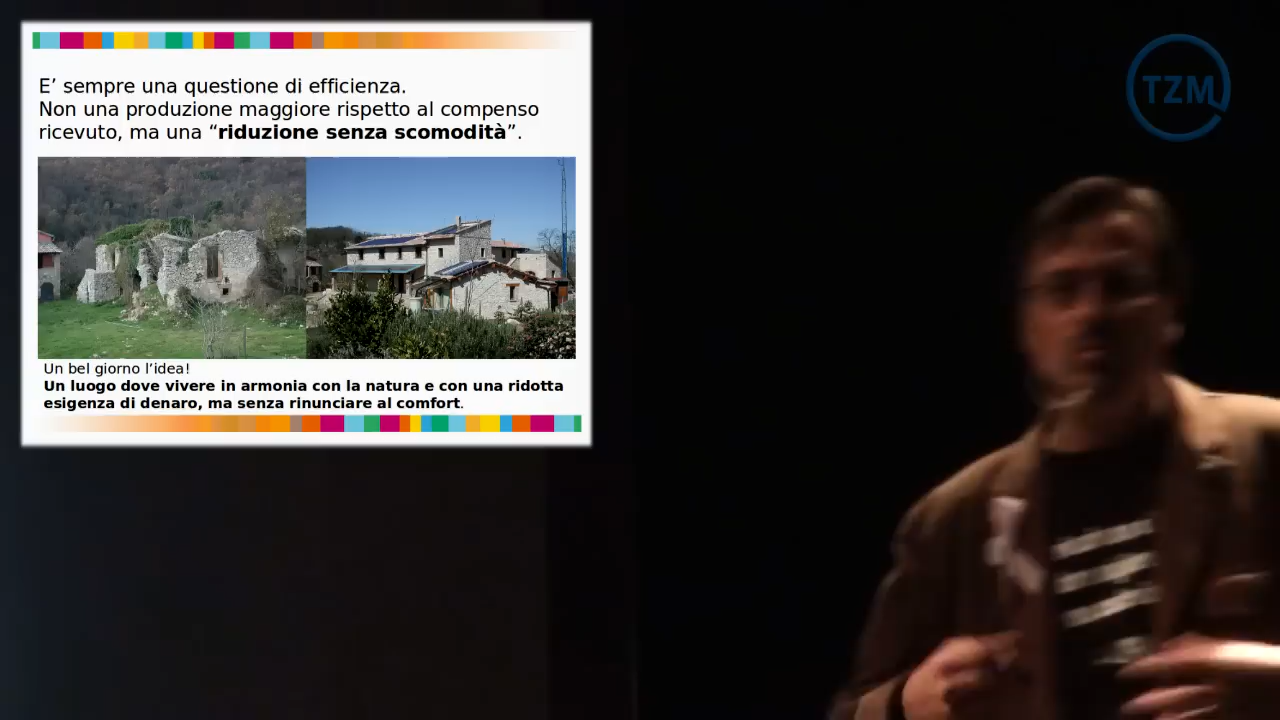 E’ sempre una questione di efficienza.
Non una produzione maggiore rispetto al compenso
ricevuto, ma una “riduzione senza scomodità”.
Un bel giorno l’idea!
Un luogo dove vivere in armonia con la natura e con una ridotta
esigenza di denaro, ma senza rinunciare al comfort.
TZM